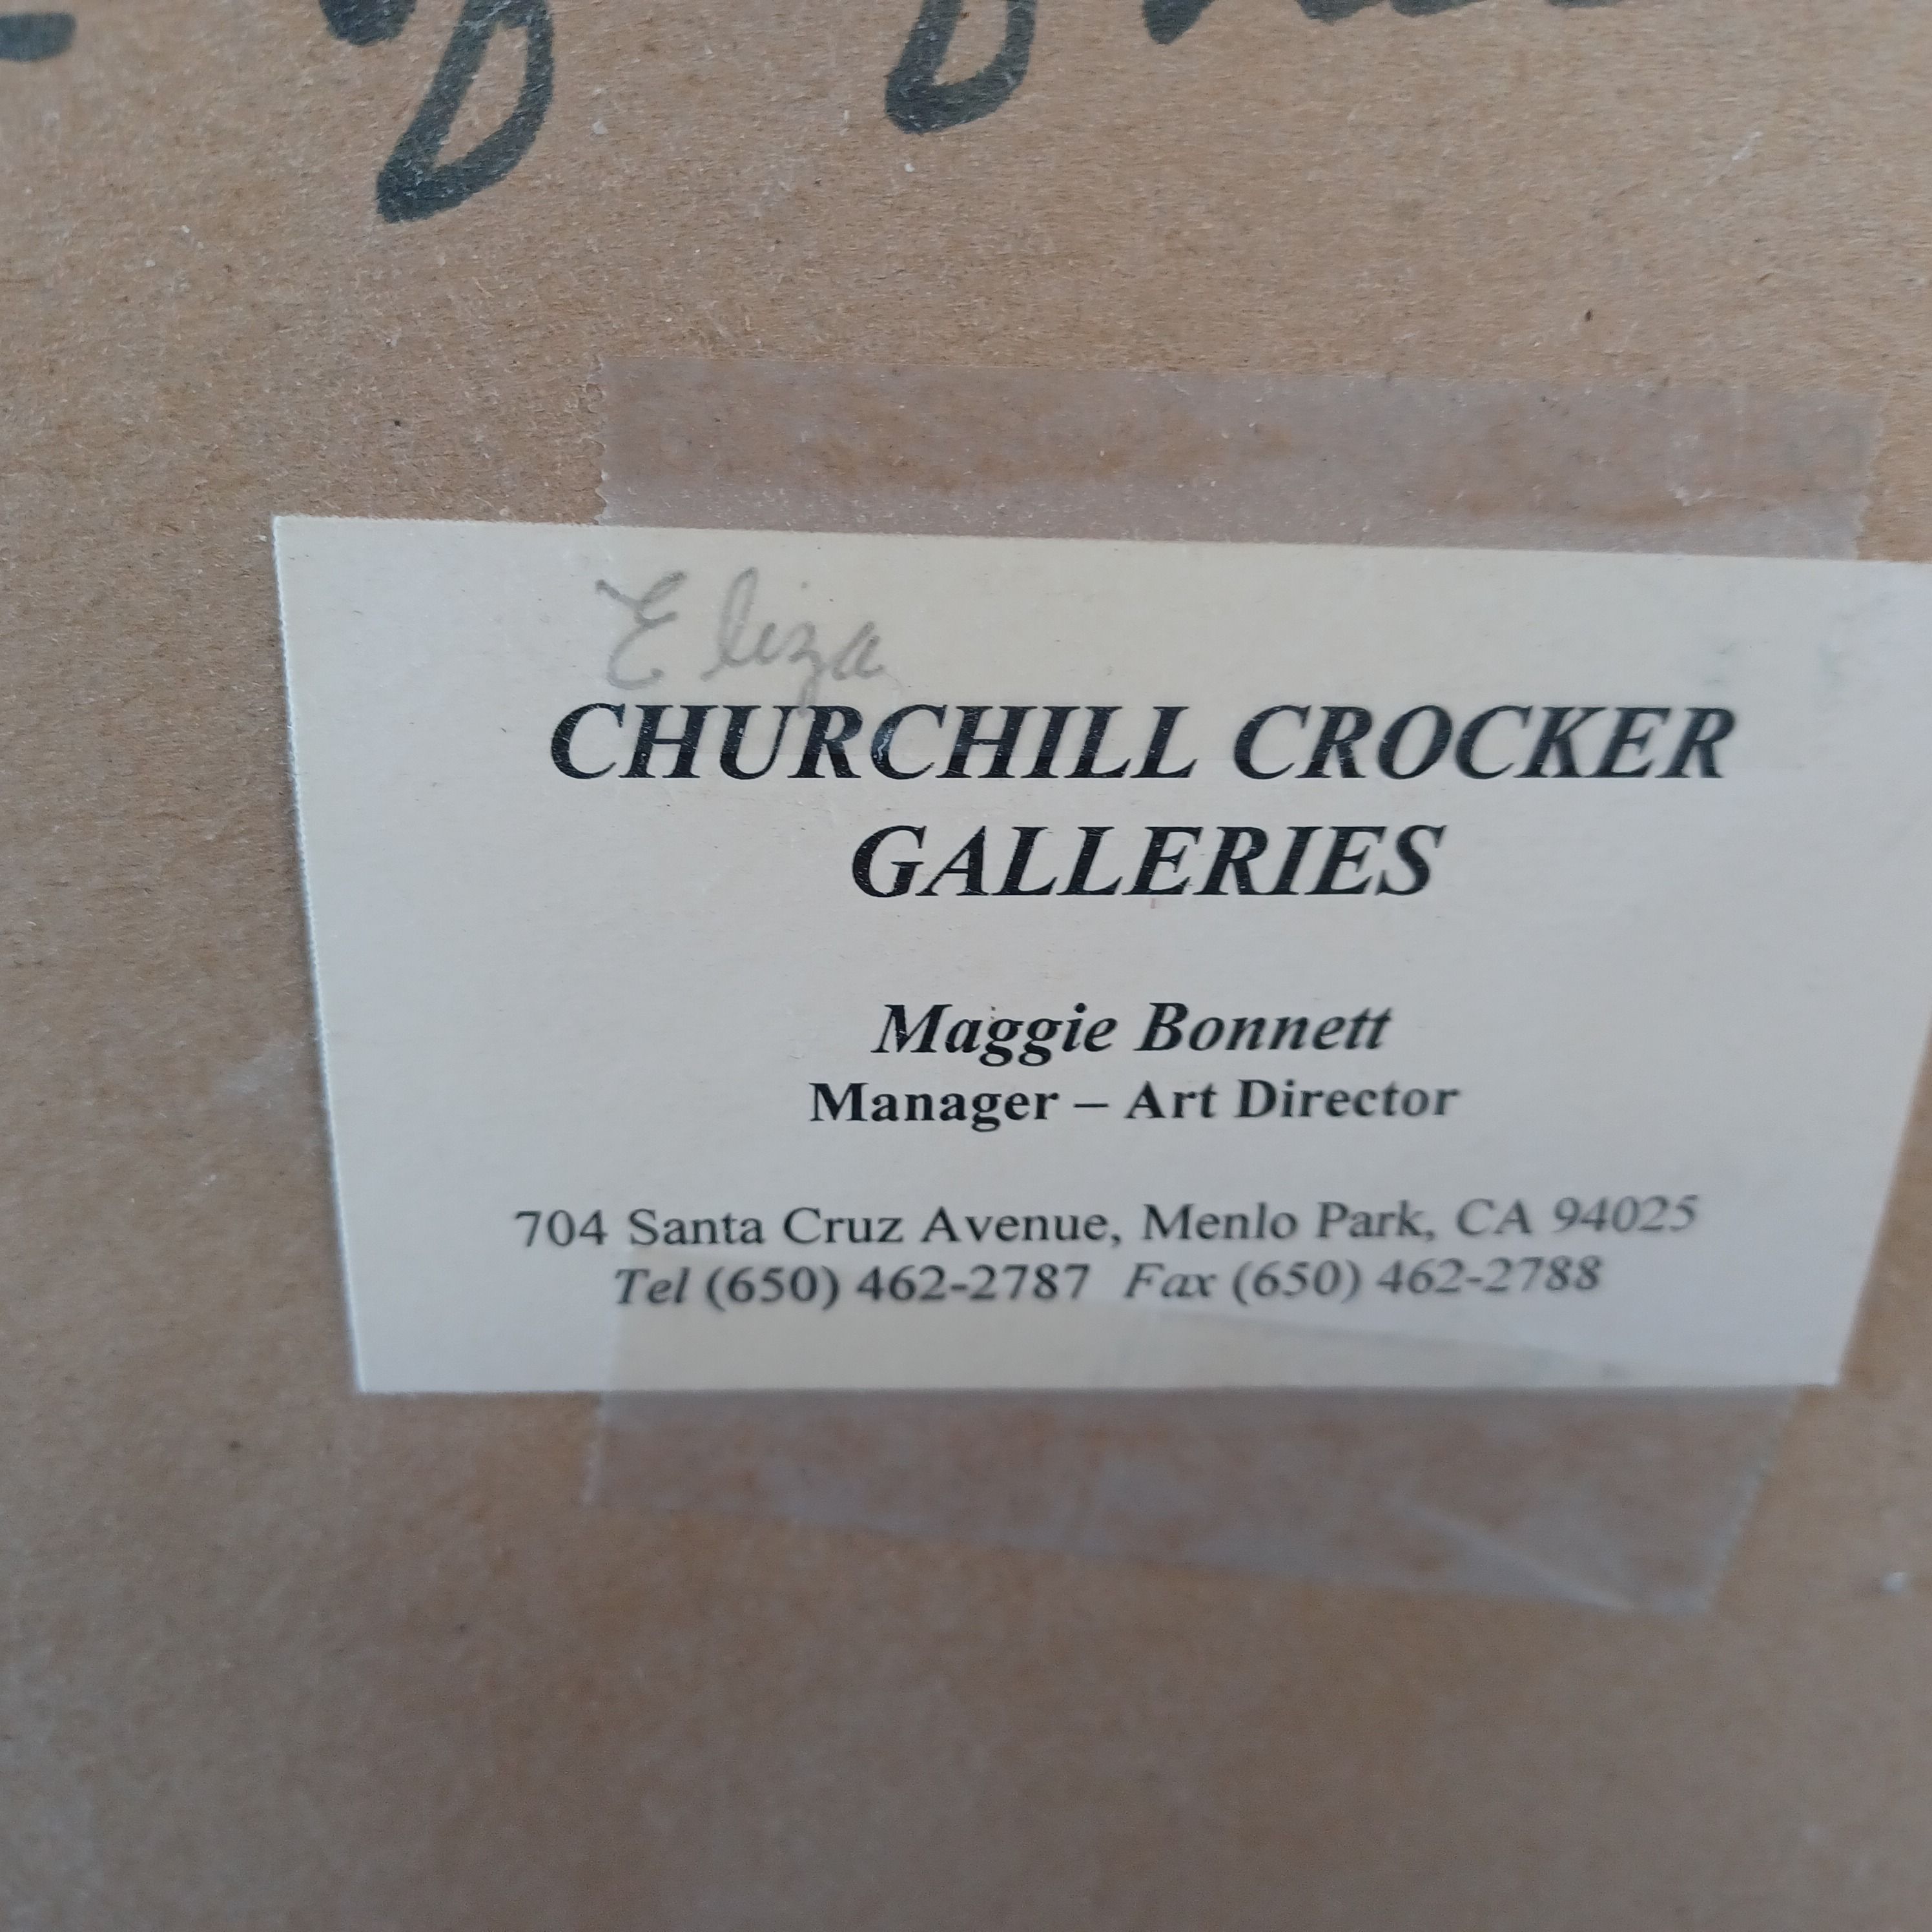 Eliza
CHURCHILL CROCKER
GALLERIES
Maggie Bonnett
Manager – Art Director
704 Santa Cruz Avenue, Menlo Park, CA 94025
Tel (650) 462-2787 Fax (650) 462-2788